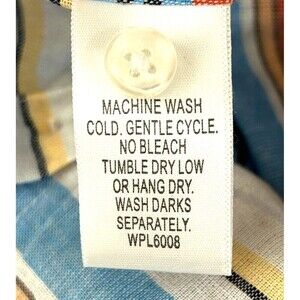 MACHINE WASH
COLD. GENTLE CYCLE.
NO BLEACH
TUMBLE DRY LOW
OR HANG DRY.
WASH DARKS
SEPARATELY.
WPL6008